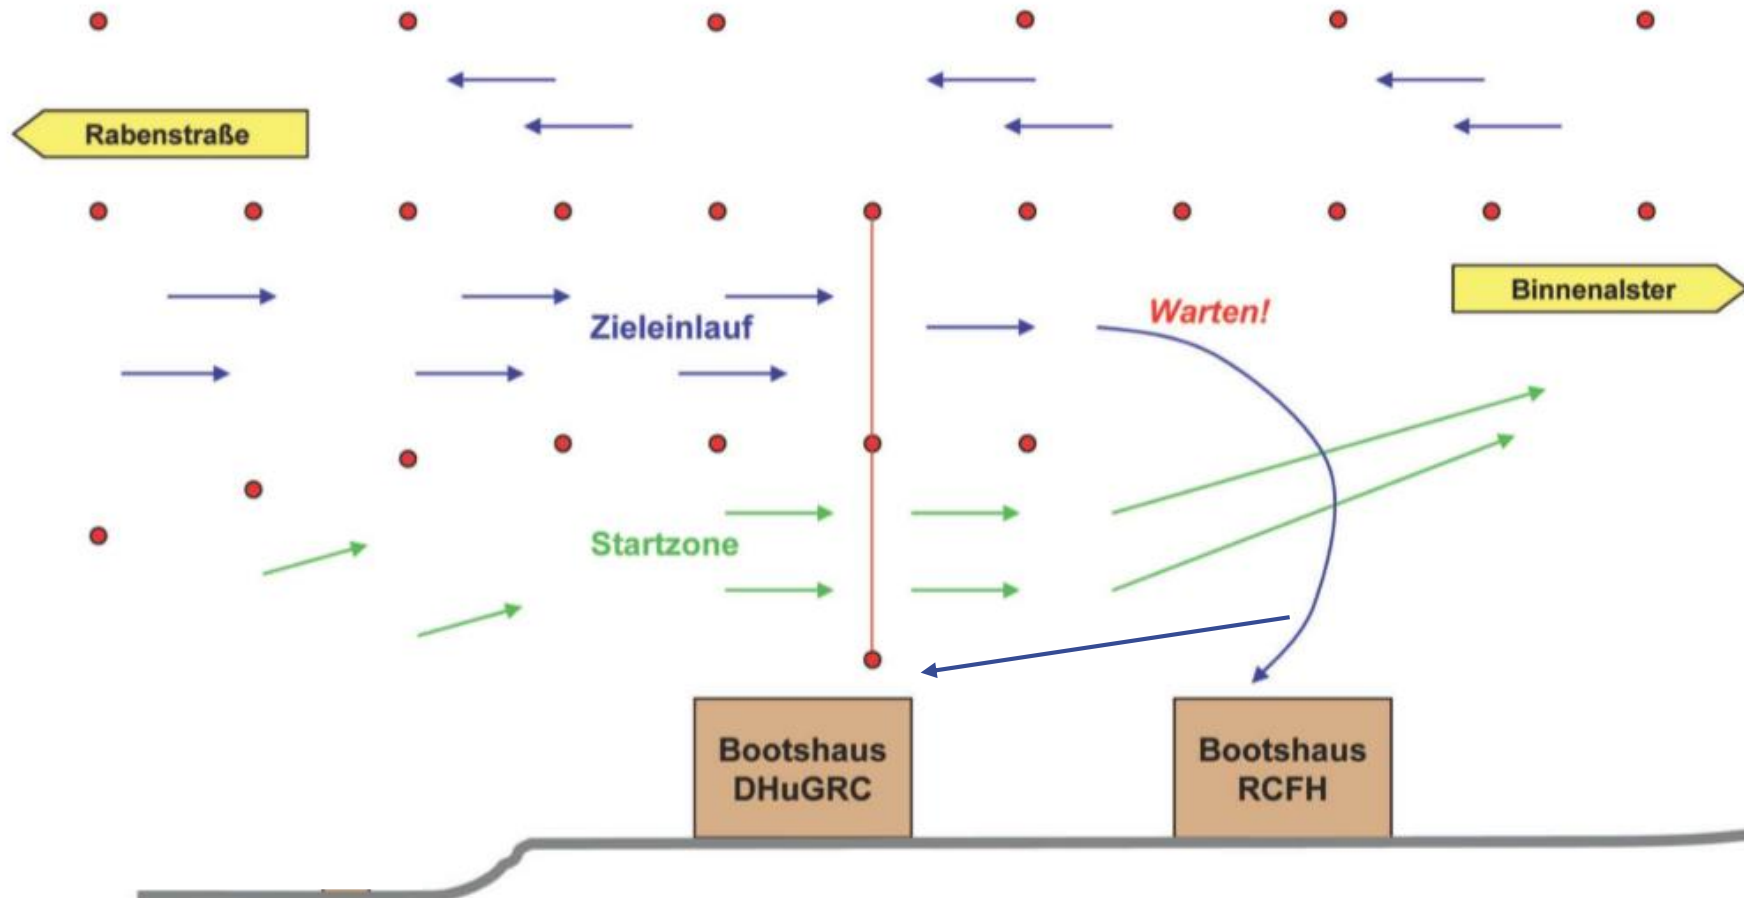 Rabenstraße
Binnenalster
Warten!
Zieleinlauf
Startzone
Bootshaus
DHuGRC
Bootshaus
RCFH